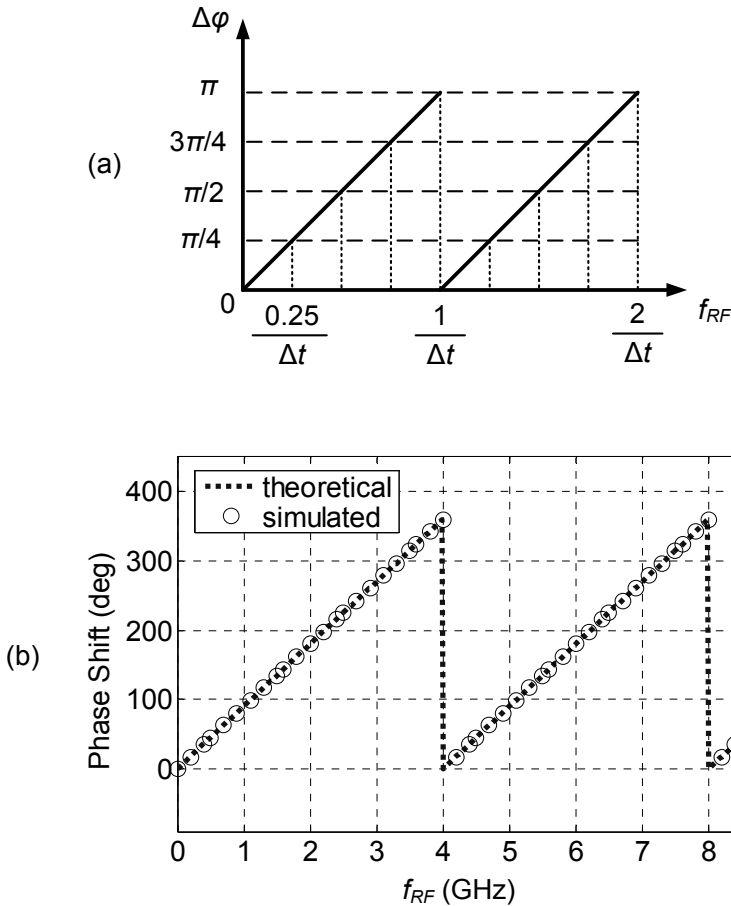 Δφ
π
3π/4
(a)
π/2
π/4
0
0.25
Δt
1
Δt
2
Δt
f_RF
theoretical
simulated
400
300
200
100
0
Phase Shift (deg)
(b)
0 1 2 3 4 5 6 7 8
f_RF (GHz)